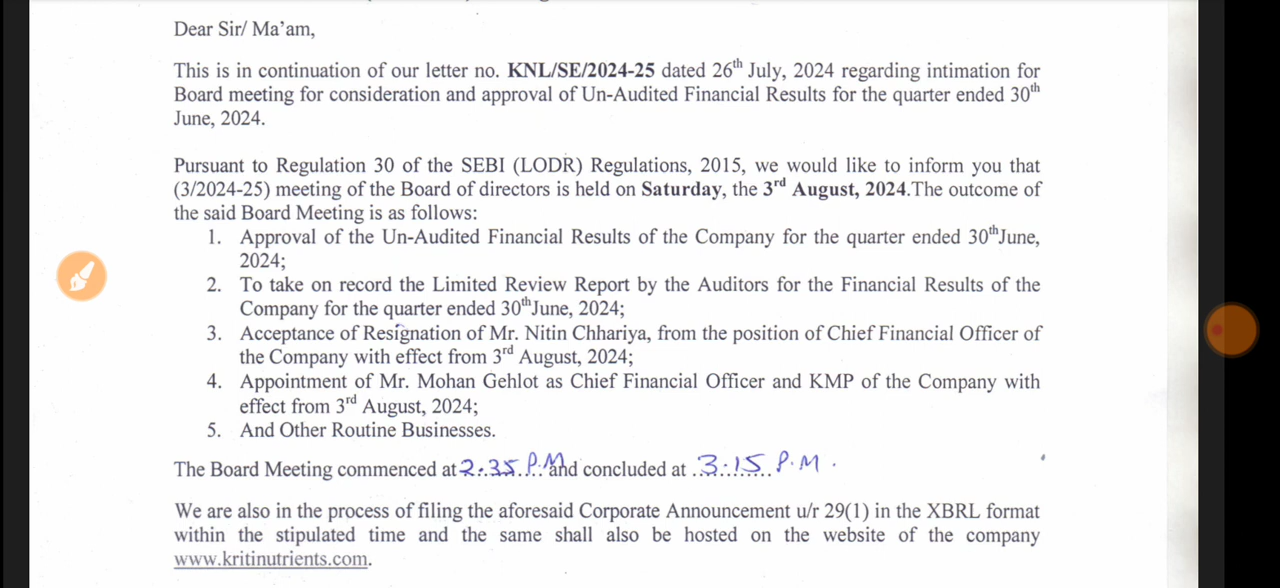 Dear Sir/ Ma'am,
This is in continuation of our letter no. KNL/SE/2024-25 dated 26th July, 2024 regarding intimation for
Board meeting for consideration and approval of Un-Audited Financial Results for the quarter ended 30th
June, 2024.
Pursuant to Regulation 30 of the SEBI (LODR) Regulations, 2015, we would like to inform you that
(3/2024-25) meeting of the Board of directors is held on Saturday, the 3rd August, 2024.The outcome of
the said Board Meeting is as follows:
1. Approval of the Un-Audited Financial Results of the Company for the quarter ended 30thJune,
2024;
2. To take on record the Limited Review Report by the Auditors for the Financial Results of the
Company for the quarter ended 30thJune, 2024;
3. Acceptance of Resignation of Mr. Nitin Chhariya, from the position of Chief Financial Officer of
the Company with effect from 3rd August, 2024;
4. Appointment of Mr. Mohan Gehlot as Chief Financial Officer and KMP of the Company with
effect from 3rd August, 2024;
5. And Other Routine Businesses.
The Board Meeting commenced at 2:35 P.M and concluded at 3:15 P.M.
We are also in the process of filing the aforesaid Corporate Announcement u/r 29(1) in the XBRL format
within the stipulated time and the same shall also be hosted on the website of the company
www.kritinutrients.com.